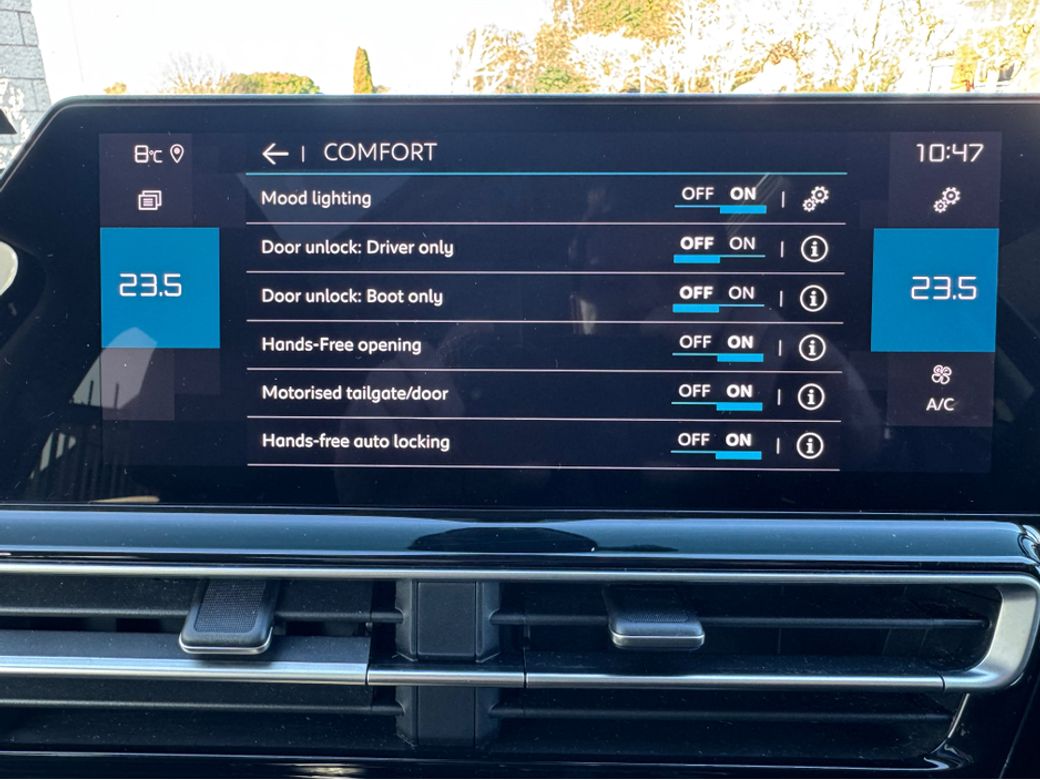 8°C
COMFORT
10:47
Mood lighting OFF ON
Door unlock: Driver only OFF ON
23.5
23.5
Door unlock: Boot only OFF ON
Hands-Free opening OFF ON
Motorised tailgate/door OFF ON
A/C
Hands-free auto locking OFF ON